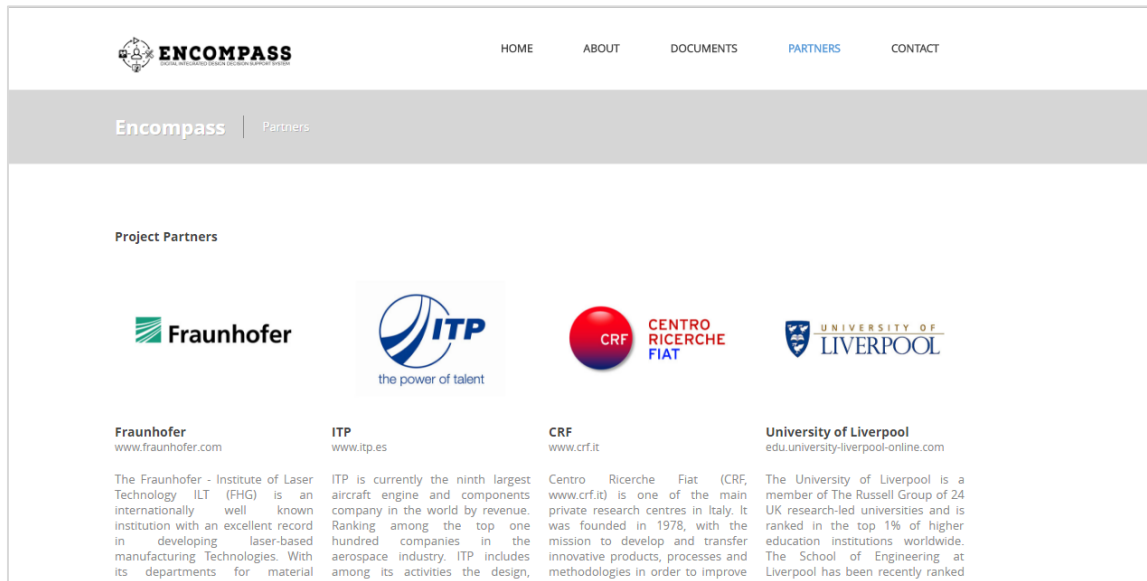 ENCOMPASS
DIGITAL INTEGRATED DESIGN DECISION SUPPORT SYSTEM
HOME ABOUT DOCUMENTS PARTNERS CONTACT
Encompass Partners
Project Partners
Fraunhofer
ITP
the power of talent
CRF
CENTRO
RICERCHE
FIAT
UNIVERSITY OF
LIVERPOOL
Fraunhofer
www.fraunhofer.com
The Fraunhofer - Institute of Laser
Technology ILT (FHG) is an
internationally well known
institution with an excellent record
in developing laser-based
manufacturing Technologies. With
its departments for material
ITP
www.itp.es
ITP is currently the ninth largest
aircraft engine and components
company in the world by revenue.
Ranking among the top one
hundred companies in the
aerospace industry. ITP includes
among its activities the design,
CRF
www.crf.it
Centro Ricerche Fiat (CRF,
www.crf.it) is one of the main
private research centres in Italy. It
was founded in 1978, with the
mission to develop and transfer
innovative products, processes and
methodologies in order to improve
University of Liverpool
edu.university-liverpool-online.com
The University of Liverpool is a
member of The Russell Group of 24
UK research-led universities and is
ranked in the top 1% of higher
education institutions worldwide.
The School of Engineering at
Liverpool has been recently ranked